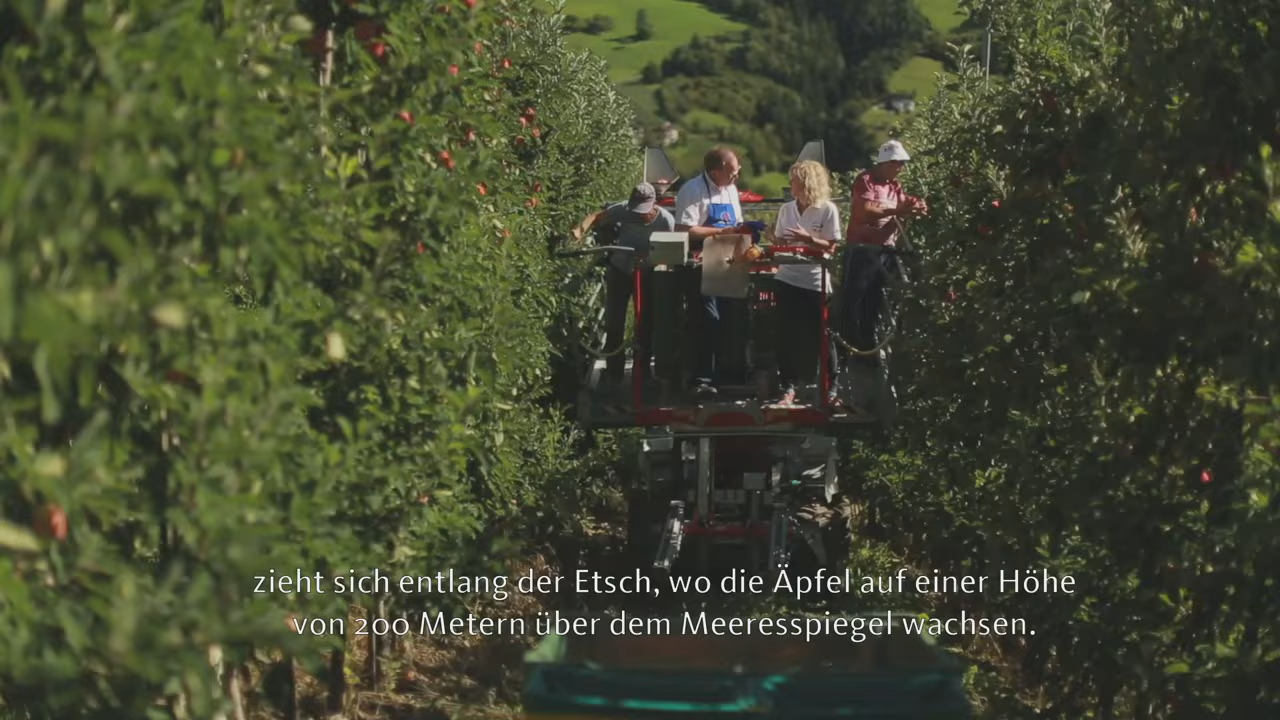 zieht sich entlang der Etsch, wo die Äpfel auf einer Höhe
von 200 Metern über dem Meeresspiegel wachsen.